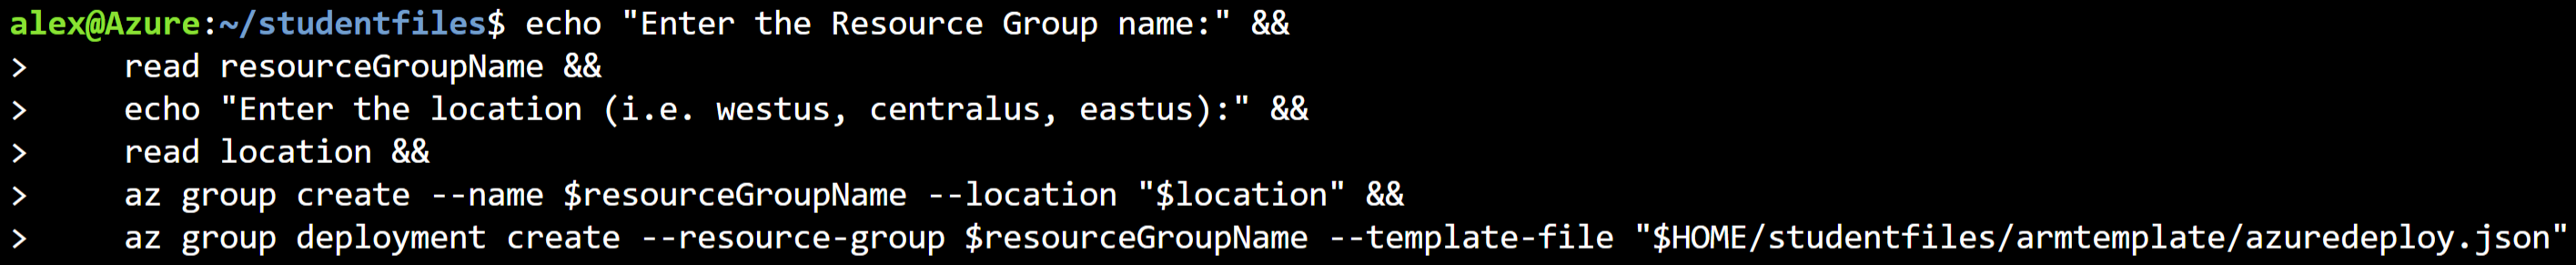 alex@Azure:~/studentfiles$ echo "Enter the Resource Group name:" &&
>     read resourceGroupName &&
>     echo "Enter the location (i.e. westus, centralus, eastus):" &&
>     read location &&
>     az group create --name $resourceGroupName --location "$location" &&
>     az group deployment create --resource-group $resourceGroupName --template-file "$HOME/studentfiles/armtemplate/azuredeploy.json"